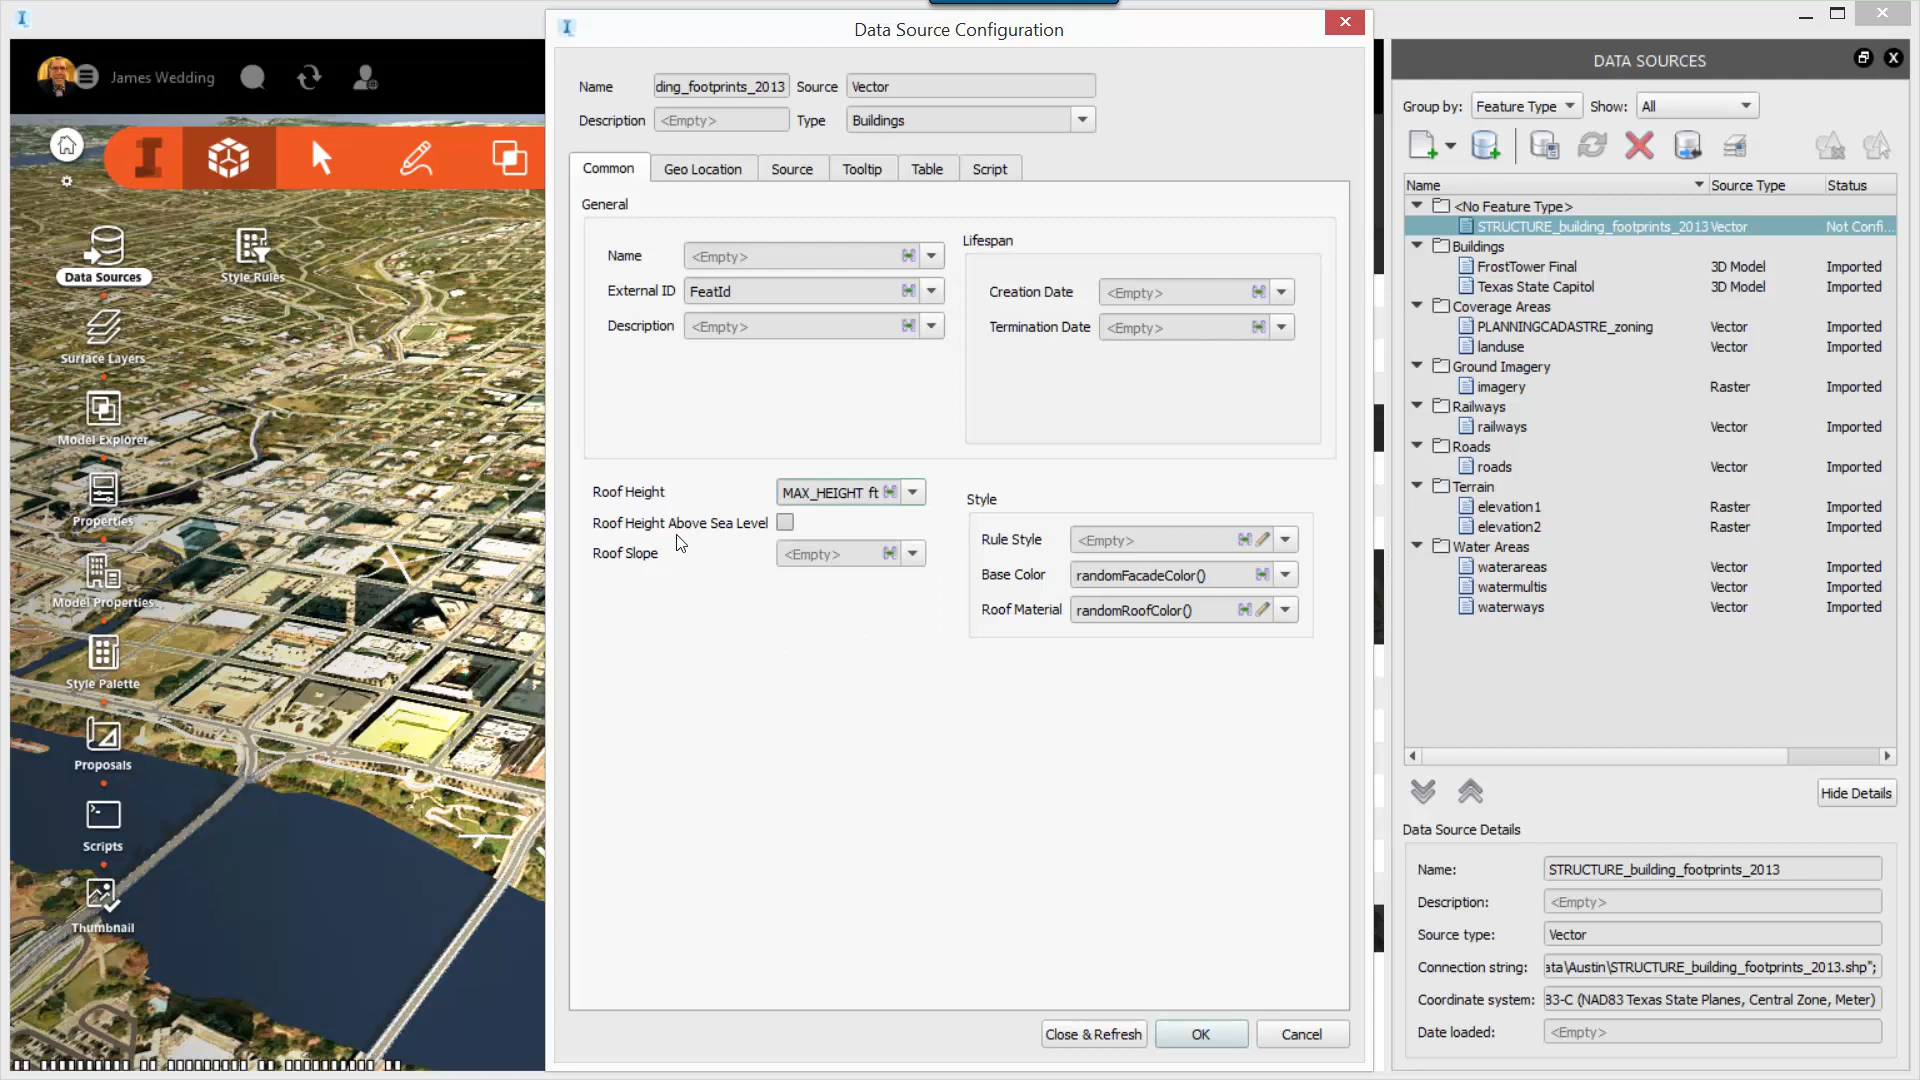 Data Source Configuration
James Wedding
Data Sources
Style Rules
Surface Layers
Model Explorer
Properties
Model Properties
Style Palette
Proposals
Scripts
Thumbnail
Name
ding_footprints_2013
Source
Vector
Description
<Empty>
Type
Buildings
Common
Geo Location
Source
Tooltip
Table
Script
General
Name
<Empty>
External ID
FeatId
Description
<Empty>
Lifespan
Creation Date
<Empty>
Termination Date
<Empty>
Roof Height
MAX_HEIGHT ft
Roof Height Above Sea Level
Roof Slope
<Empty>
Style
Rule Style
<Empty>
Base Color
randomFacadeColor()
Roof Material
randomRoofColor()
Close & Refresh
OK
Cancel
DATA SOURCES
Group by:
Feature Type
Show:
All
Name
Source Type
Status
<No Feature Type>
STRUCTURE_building_footprints_2013 Vector Not Confi...
Buildings
FrostTower Final 3D Model Imported
Texas State Capitol 3D Model Imported
Coverage Areas
PLANNINGCADASTRE_zoning Vector Imported
landuse Vector Imported
Ground Imagery
imagery Raster Imported
Railways
railways Vector Imported
Roads
roads Vector Imported
Terrain
elevation1 Raster Imported
elevation2 Raster Imported
Water Areas
waterareas Vector Imported
watermultis Vector Imported
waterways Vector Imported
Hide Details
Data Source Details
Name:
STRUCTURE_building_footprints_2013
Description:
<Empty>
Source type:
Vector
Connection string:
ata\Austin\STRUCTURE_building_footprints_2013.shp";
Coordinate system:
83-C (NAD83 Texas State Planes, Central Zone, Meter)
Date loaded:
<Empty>